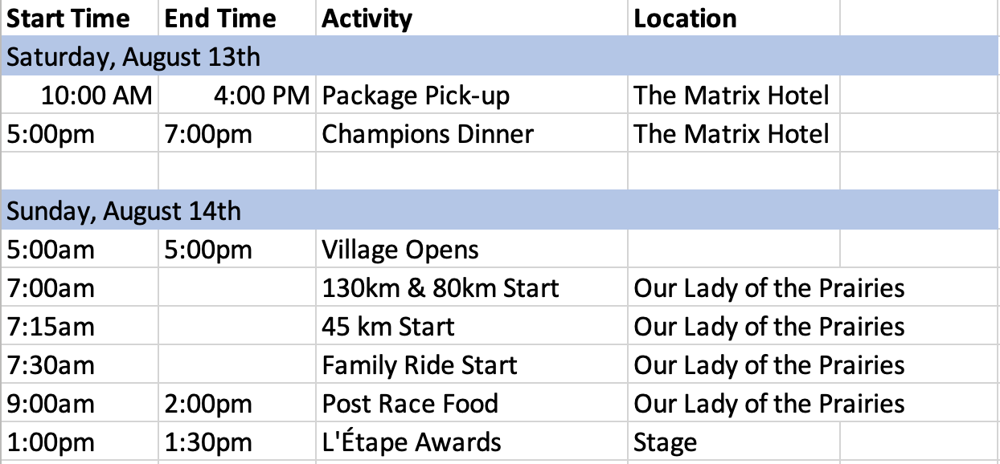 Start Time End Time Activity Location
Saturday, August 13th
10:00 AM 4:00 PM Package Pick-up The Matrix Hotel
5:00pm 7:00pm Champions Dinner The Matrix Hotel
Sunday, August 14th
5:00am 5:00pm Village Opens
7:00am 130km & 80km Start Our Lady of the Prairies
7:15am 45 km Start Our Lady of the Prairies
7:30am Family Ride Start Our Lady of the Prairies
9:00am 2:00pm Post Race Food Our Lady of the Prairies
1:00pm 1:30pm L'Étape Awards Stage